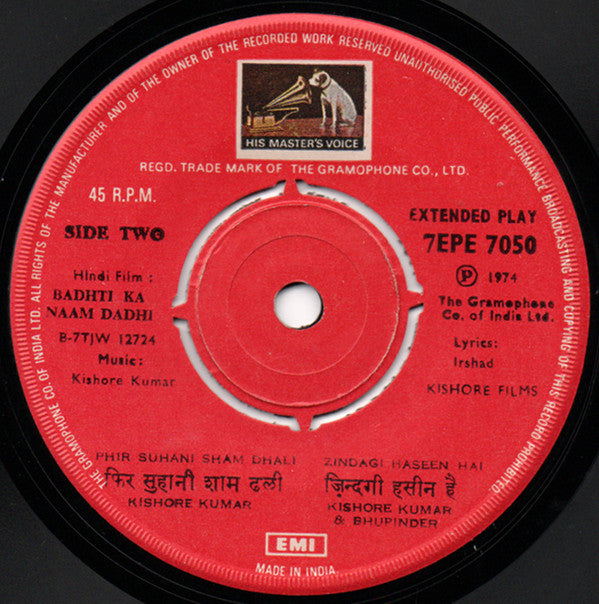 THE GRAMOPHONE CO. OF INDIA LTD. ALL RIGHTS OF THE MANUFACTURER AND OF THE OWNER OF THE RECORDED WORK RESERVED UNAUTHORISED PUBLIC PERFORMANCE BROADCASTING AND COPYING OF THIS RECORD PROHIBITED
HIS MASTER'S VOICE
REGD. TRADE MARK OF THE GRAMOPHONE CO., LTD.
45 R.P.M.
SIDE TWO
Hindi Film :
BADHTI KA
NAAM DADHI
B-7TJW 12724
Music:
Kishore Kumar
EXTENDED PLAY
7EPE 7050
℗ 1974
The Gramophone
Co. of India Ltd.
Lyrics:
Irshad
KISHORE FILMS
PHIR SUHANI SHAM DHALI
फिर सुहानी शाम ढली
KISHORE KUMAR
ZINDAGI HASEEN HAI
ज़िन्दगी हसीन है
KISHORE KUMAR
& BHUPINDER
EMI
MADE IN INDIA